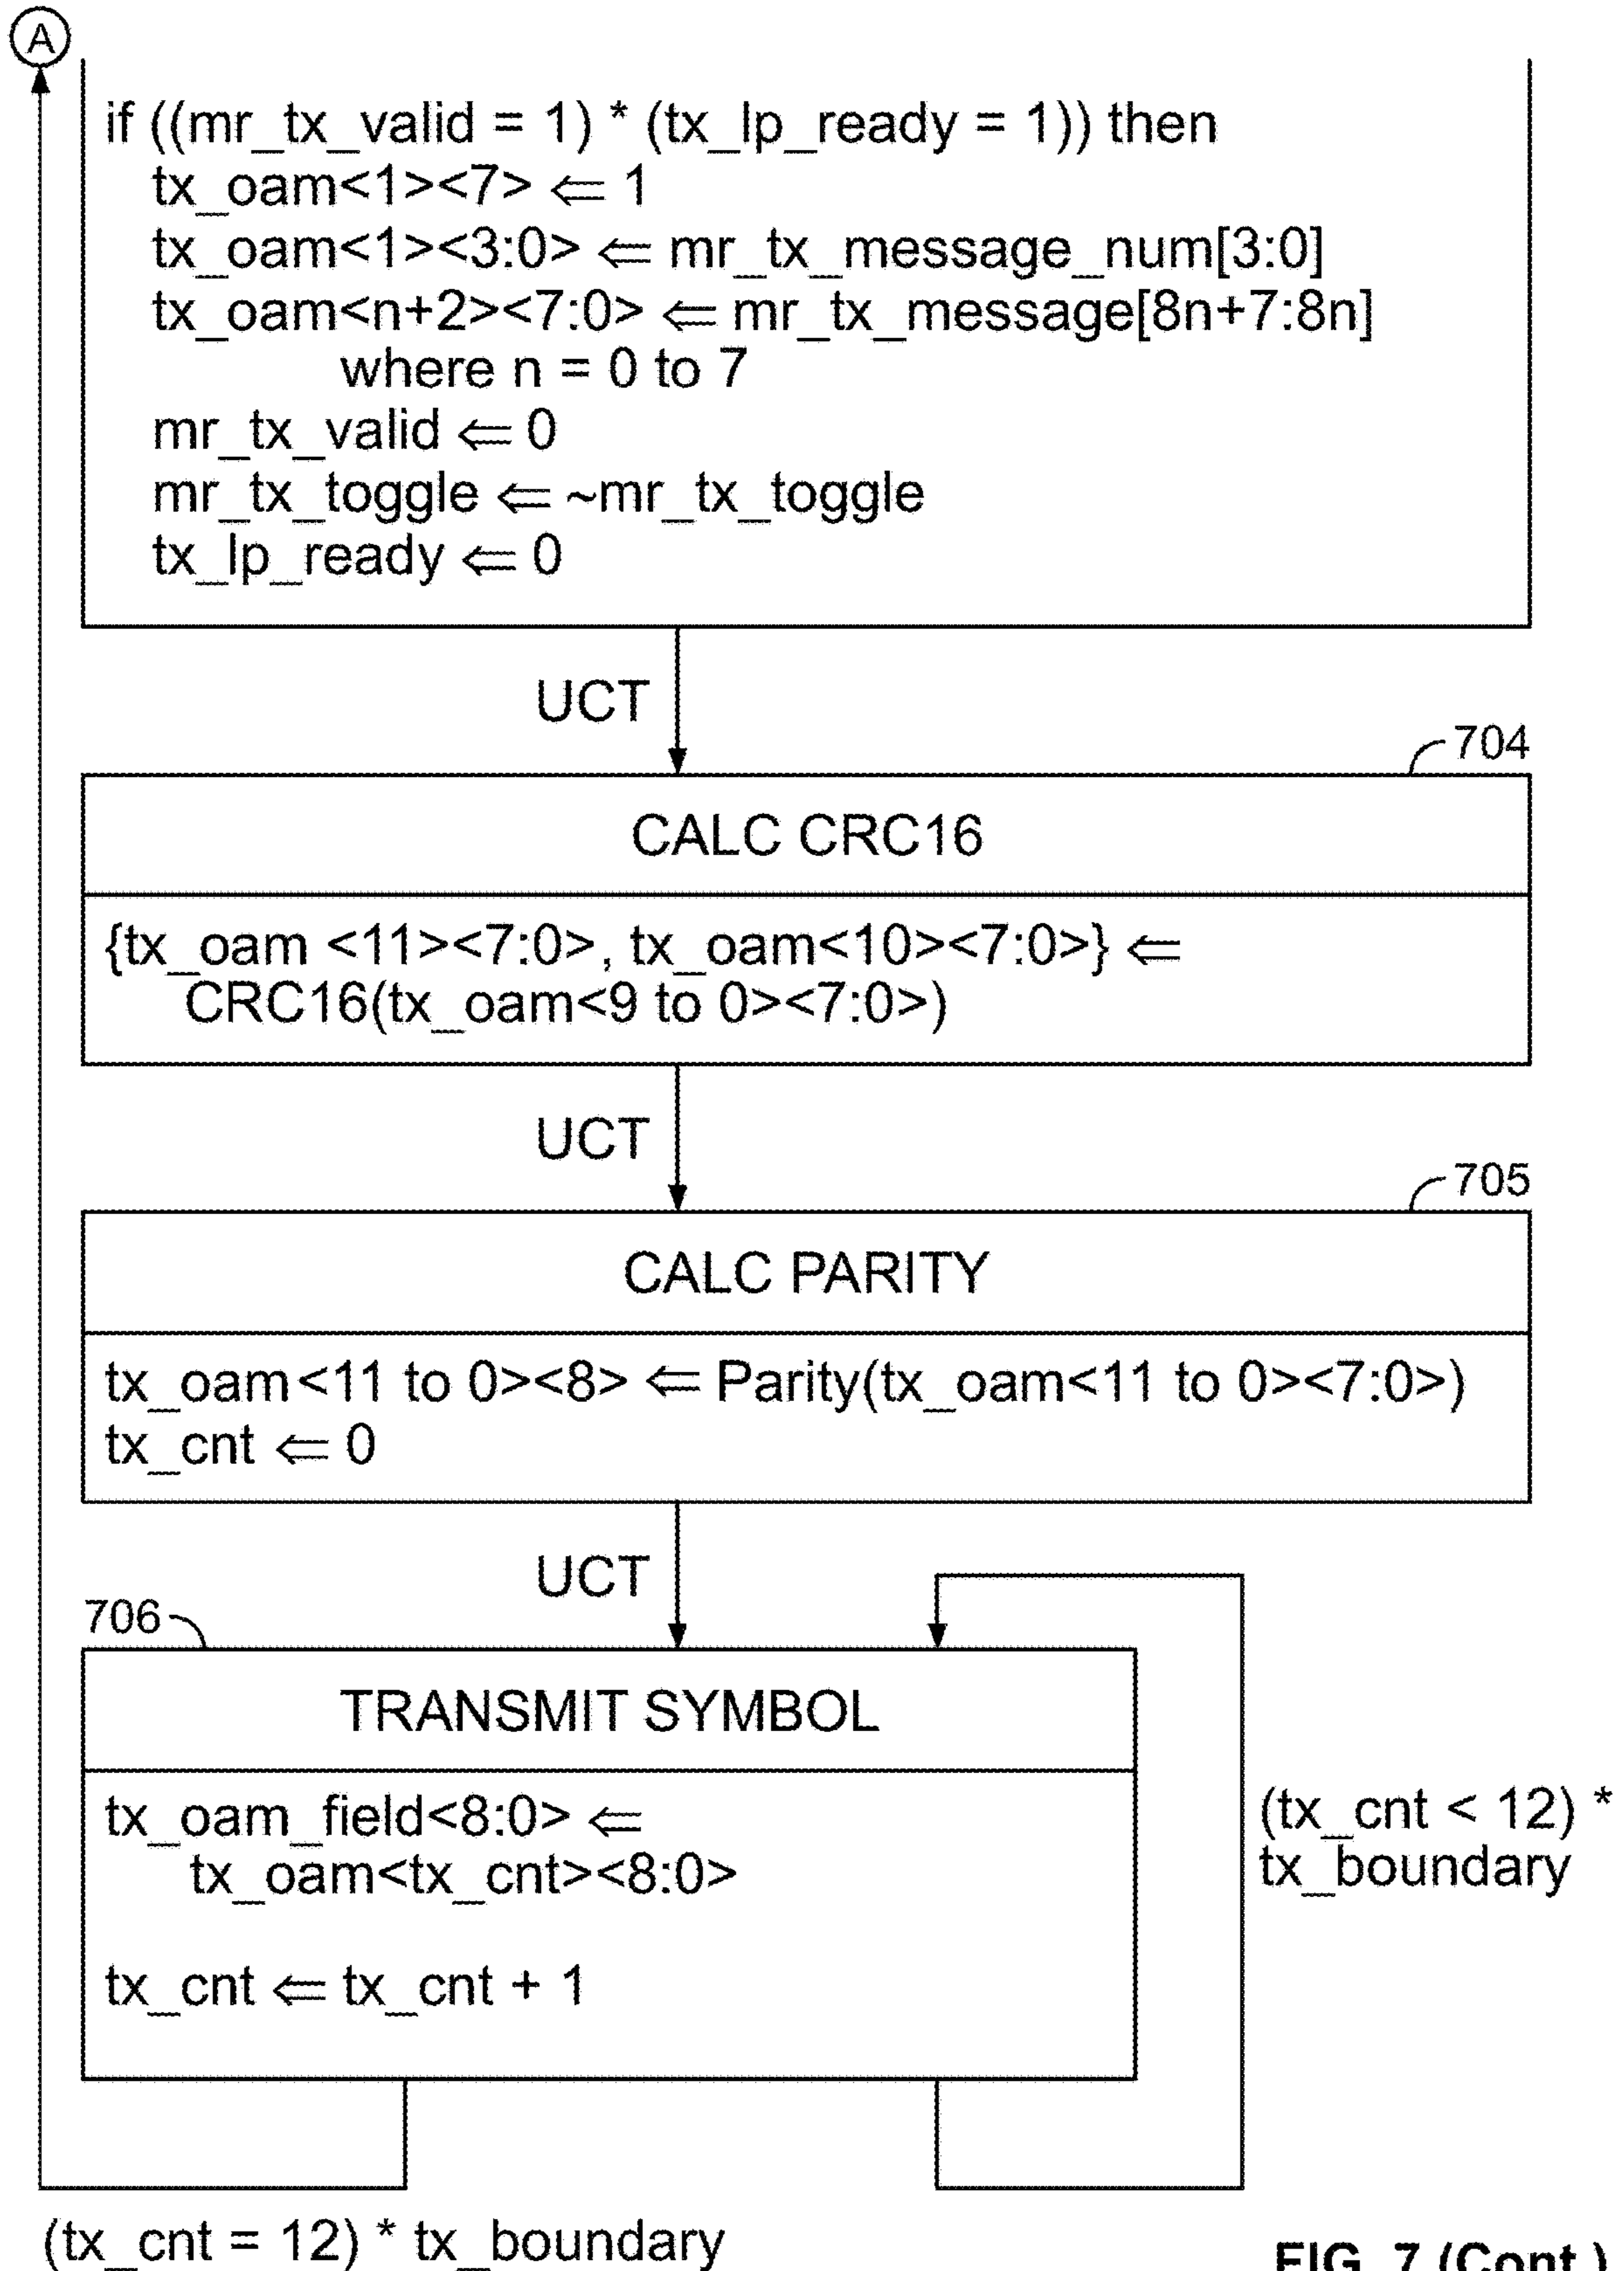 A
if ((mr_tx_valid = 1) * (tx_lp_ready = 1)) then
tx_oam<1><7> ⇐ 1
tx_oam<1><3:0> ⇐ mr_tx_message_num[3:0]
tx_oam<n+2><7:0> ⇐ mr_tx_message[8n+7:8n]
where n = 0 to 7
mr_tx_valid ⇐ 0
mr_tx_toggle ⇐ ~mr_tx_toggle
tx_lp_ready ⇐ 0
UCT
704
CALC CRC16
{tx_oam <11><7:0>, tx_oam<10><7:0>} ⇐
CRC16(tx_oam<9 to 0><7:0>)
UCT
705
CALC PARITY
tx_oam<11 to 0><8> ⇐ Parity(tx_oam<11 to 0><7:0>)
tx_cnt ⇐ 0
UCT
706
TRANSMIT SYMBOL
tx_oam_field<8:0> ⇐
tx_oam<tx_cnt><8:0>
tx_cnt ⇐ tx_cnt + 1
(tx_cnt < 12) *
tx_boundary
(tx_cnt = 12) * tx_boundary
FIG. 7 (Cont.)